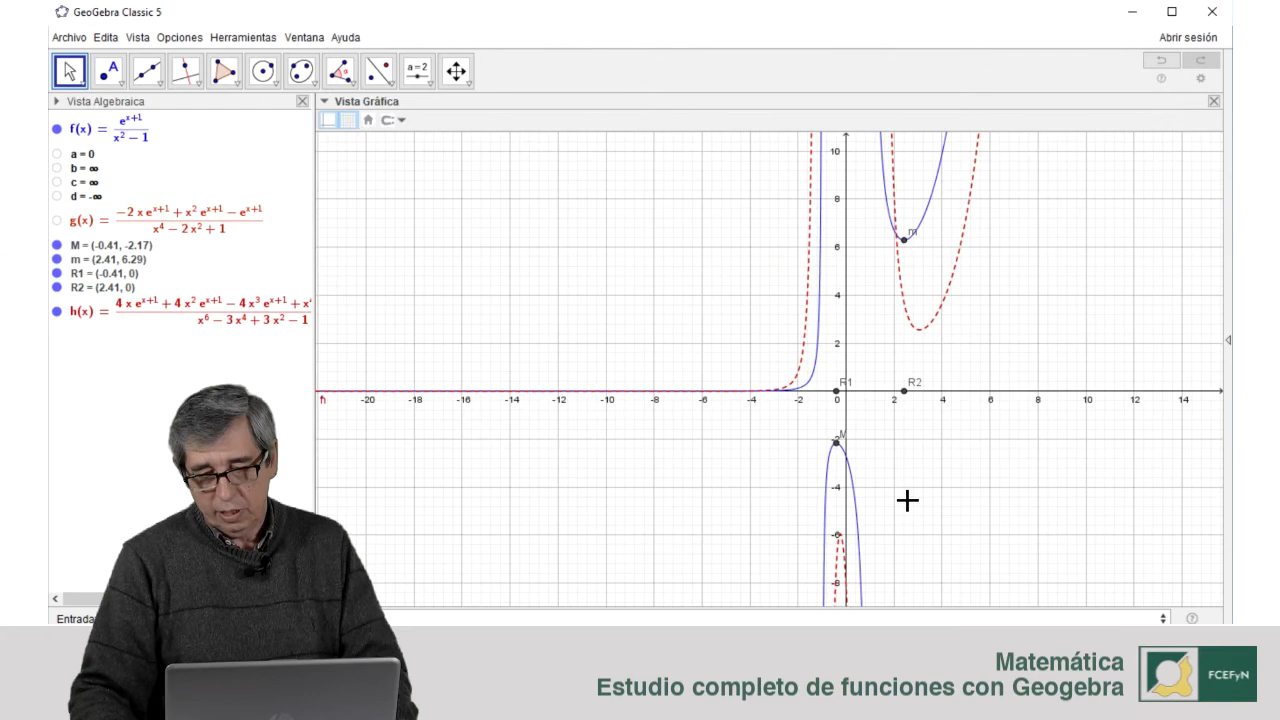 GeoGebra Classic 5
Archivo Edita Vista Opciones Herramientas Ventana Ayuda Abrir sesión
A a=2
Vista Algebraica
Vista Gráfica
f(x) = e^(x+1) / (x² − 1)
a = 0
b = ∞
c = ∞
d = -∞
g(x) = (−2 x e^(x+1) + x² e^(x+1) − e^(x+1)) / (x⁴ − 2 x² + 1)
M = (-0.41, -2.17)
m = (2.41, 6.29)
R1 = (-0.41, 0)
R2 = (2.41, 0)
h(x) = (4 x e^(x+1) + 4 x² e^(x+1) − 4 x³ e^(x+1) + x⁴ / (x⁶ − 3 x⁴ + 3 x² − 1)
10
8
m
6
4
2
R1 R2
h -20 -18 -16 -14 -12 -10 -8 -6 -4 -2 0 2 4 6 8 10 12 14
M
-2
-4
-6
-8
Entrada
Matemática
Estudio completo de funciones con Geogebra
FCEFyN